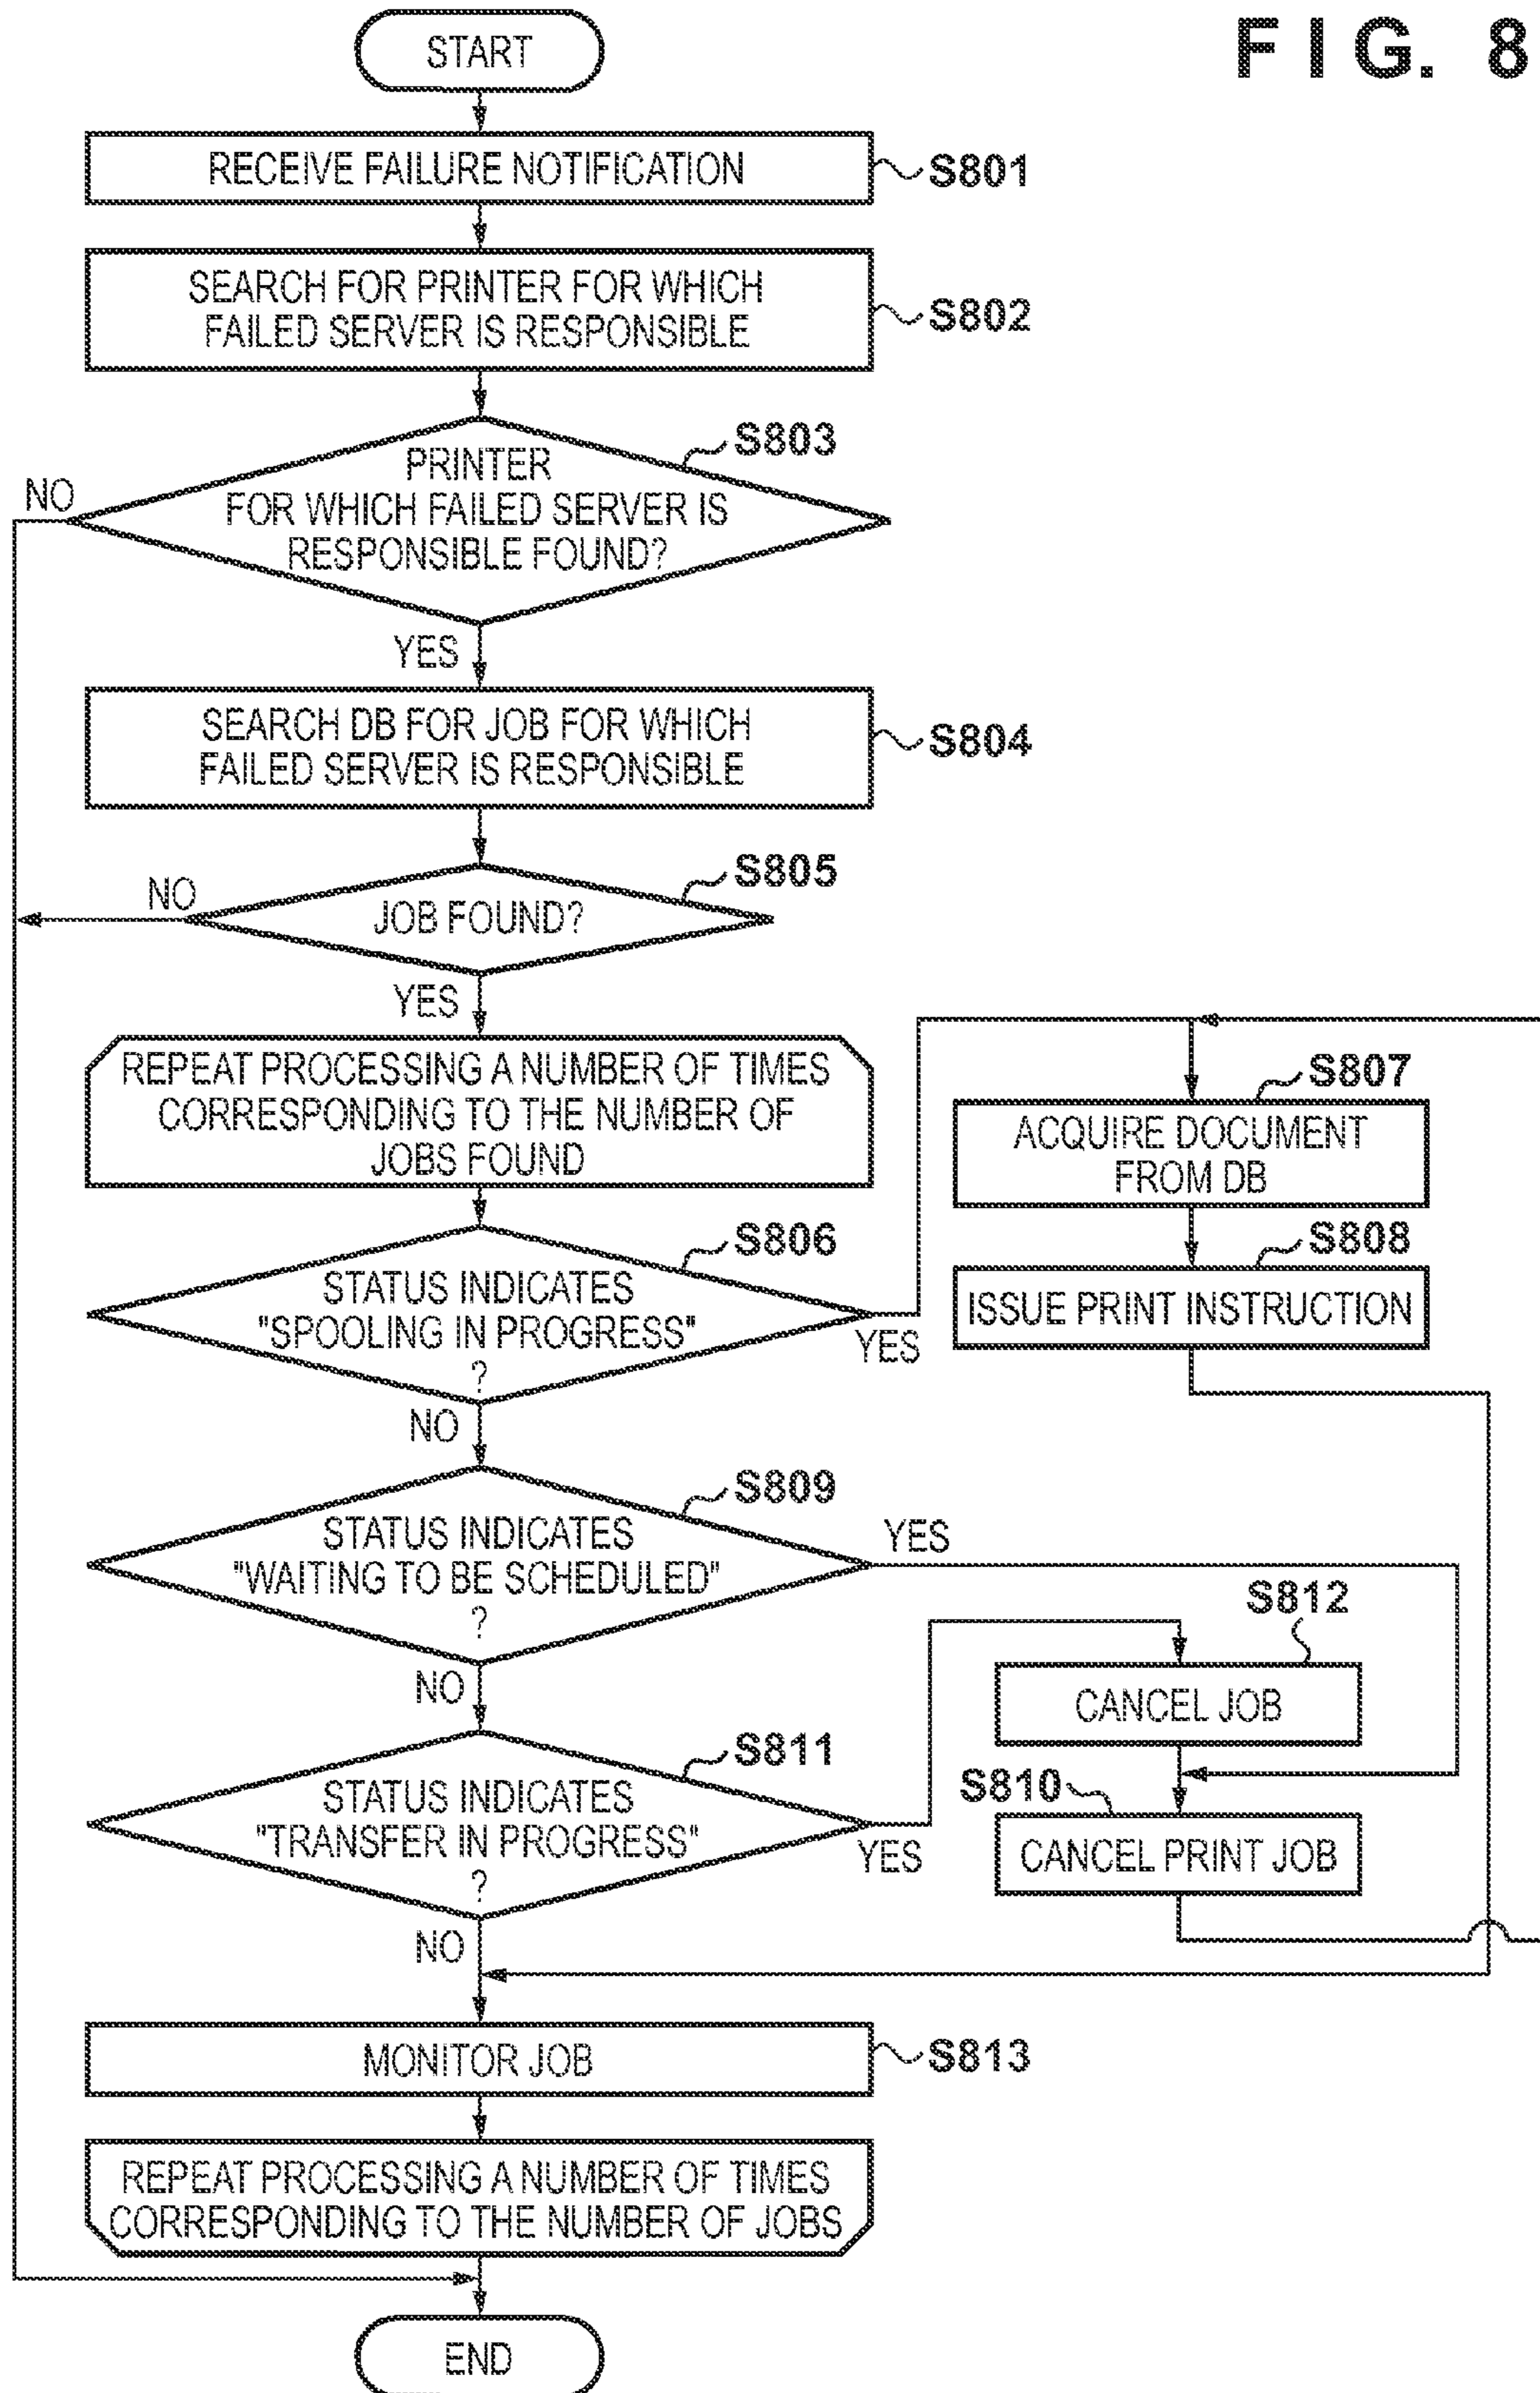 FIG. 8
START
RECEIVE FAILURE NOTIFICATION
S801
SEARCH FOR PRINTER FOR WHICH
FAILED SERVER IS RESPONSIBLE
S802
S803
PRINTER
FOR WHICH FAILED SERVER IS
RESPONSIBLE FOUND?
NO
YES
SEARCH DB FOR JOB FOR WHICH
FAILED SERVER IS RESPONSIBLE
S804
S805
JOB FOUND?
NO
YES
REPEAT PROCESSING A NUMBER OF TIMES
CORRESPONDING TO THE NUMBER OF
JOBS FOUND
S806
STATUS INDICATES
"SPOOLING IN PROGRESS"
?
YES
NO
S807
ACQUIRE DOCUMENT
FROM DB
S808
ISSUE PRINT INSTRUCTION
S809
STATUS INDICATES
"WAITING TO BE SCHEDULED"
?
YES
NO
S811
STATUS INDICATES
"TRANSFER IN PROGRESS"
?
YES
NO
S812
CANCEL JOB
S810
CANCEL PRINT JOB
MONITOR JOB
S813
REPEAT PROCESSING A NUMBER OF TIMES
CORRESPONDING TO THE NUMBER OF JOBS
END